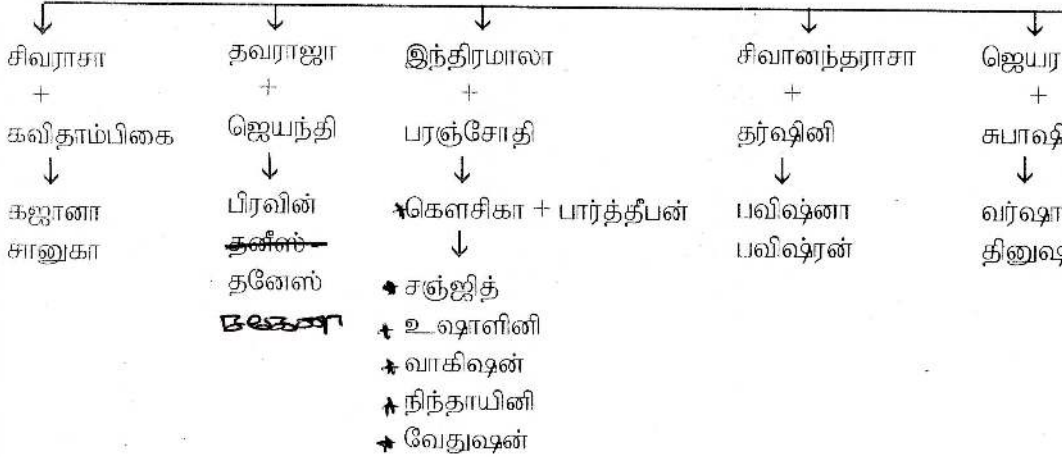 சிவராசா தவராஜா இந்திரமாலா சிவானந்தராசா ஜெயர
+ + + + +
கவிதாம்பிகை ஜெயந்தி பரஞ்சோதி தர்ஷினி சுபாஷி
கஜானா பிரவின் கௌசிகா + பார்த்தீபன் பவிஷ்னா வர்ஷா
சானுகா தனீஸ் பவிஷ்ரன் தினுஷ
தனேஸ் சஞ்ஜித்
உஷாளினி
வாகிஷன்
நிந்தாயினி
வேதுஷன்